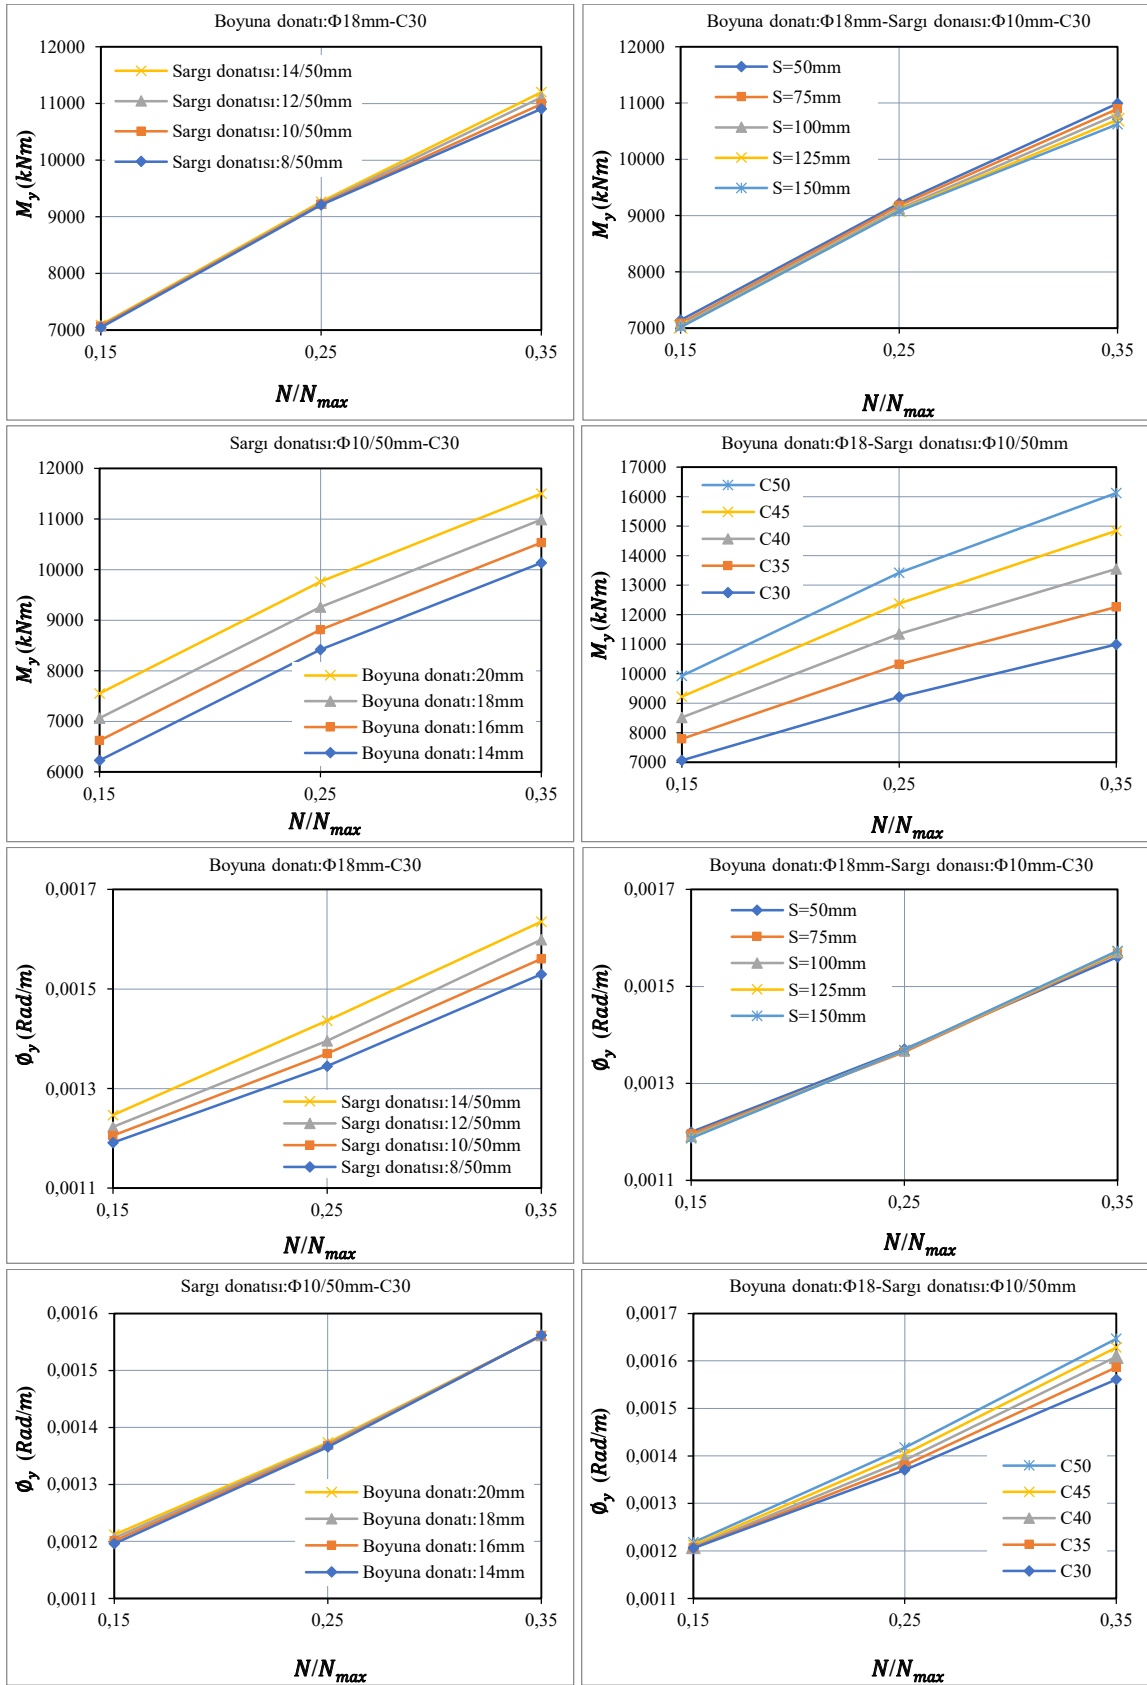 Boyuna donatı:Φ18mm-C30
12000
11000
10000
9000
8000
7000
M_y (kNm)
Sargı donatısı:14/50mm
Sargı donatısı:12/50mm
Sargı donatısı:10/50mm
Sargı donatısı:8/50mm
0,15 0,25 0,35
N/N_max
Boyuna donatı:Φ18mm-Sargı donaısı:Φ10mm-C30
12000
11000
10000
9000
8000
7000
M_y (kNm)
S=50mm
S=75mm
S=100mm
S=125mm
S=150mm
0,15 0,25 0,35
N/N_max
Sargı donatısı:Φ10/50mm-C30
12000
11000
10000
9000
8000
7000
6000
M_y (kNm)
Boyuna donatı:20mm
Boyuna donatı:18mm
Boyuna donatı:16mm
Boyuna donatı:14mm
0,15 0,25 0,35
N/N_max
Boyuna donatı:Φ18-Sargı donatısı:Φ10/50mm
17000
16000
15000
14000
13000
12000
11000
10000
9000
8000
7000
M_y (kNm)
C50
C45
C40
C35
C30
0,15 0,25 0,35
N/N_max
Boyuna donatı:Φ18mm-C30
0,0017
0,0015
0,0013
0,0011
Ø_y (Rad/m)
Sargı donatısı:14/50mm
Sargı donatısı:12/50mm
Sargı donatısı:10/50mm
Sargı donatısı:8/50mm
0,15 0,25 0,35
N/N_max
Boyuna donatı:Φ18mm-Sargı donaısı:Φ10mm-C30
0,0017
0,0015
0,0013
0,0011
Ø_y (Rad/m)
S=50mm
S=75mm
S=100mm
S=125mm
S=150mm
0,15 0,25 0,35
N/N_max
Sargı donatısı:Φ10/50mm-C30
0,0016
0,0015
0,0014
0,0013
0,0012
0,0011
Ø_y (Rad/m)
Boyuna donatı:20mm
Boyuna donatı:18mm
Boyuna donatı:16mm
Boyuna donatı:14mm
0,15 0,25 0,35
N/N_max
Boyuna donatı:Φ18-Sargı donatısı:Φ10/50mm
0,0017
0,0016
0,0015
0,0014
0,0013
0,0012
0,0011
Ø_y (Rad/m)
C50
C45
C40
C35
C30
0,15 0,25 0,35
N/N_max